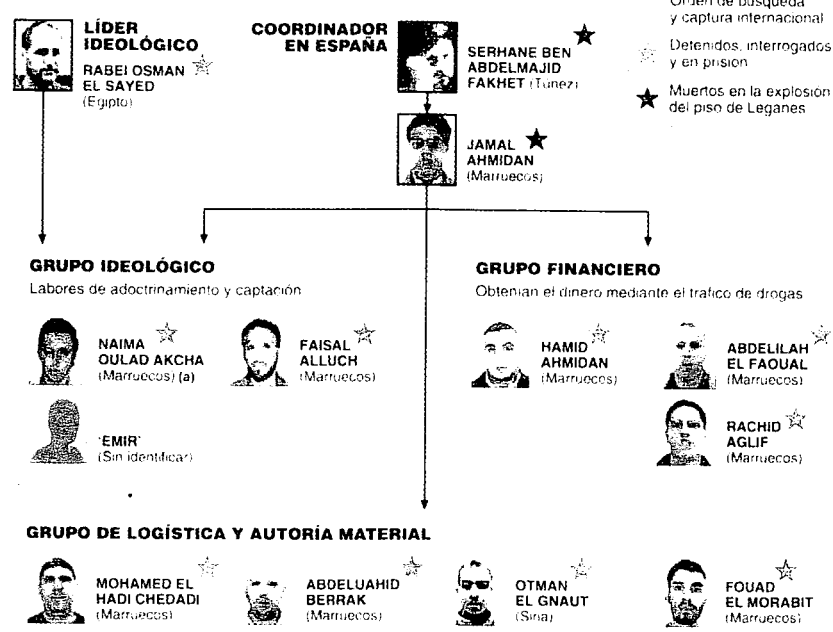 LÍDER
IDEOLÓGICO
RABEI OSMAN
EL SAYED
(Egipto)
COORDINADOR
EN ESPAÑA
SERHANE BEN
ABDELMAJID
FAKHET (Túnez)
JAMAL
AHMIDAN
(Marruecos)
Orden de búsqueda
y captura internacional
Detenidos, interrogados
y en prisión
Muertos en la explosión
del piso de Leganes
GRUPO IDEOLÓGICO
Labores de adoctrinamiento y captación
NAIMA
OULAD AKCHA
(Marruecos) (a)
FAISAL
ALLUCH
(Marruecos)
'EMIR'
(Sin identificar)
GRUPO FINANCIERO
Obtenian el dinero mediante el trafico de drogas
HAMID
AHMIDAN
(Marruecos)
ABDELILAH
EL FAOUAL
(Marruecos)
RACHID
AGLIF
(Marruecos)
GRUPO DE LOGÍSTICA Y AUTORÍA MATERIAL
MOHAMED EL
HADI CHEDADI
(Marruecos)
ABDELUAHID
BERRAK
(Marruecos)
OTMAN
EL GNAUT
(Siria)
FOUAD
EL MORABIT
(Marruecos)